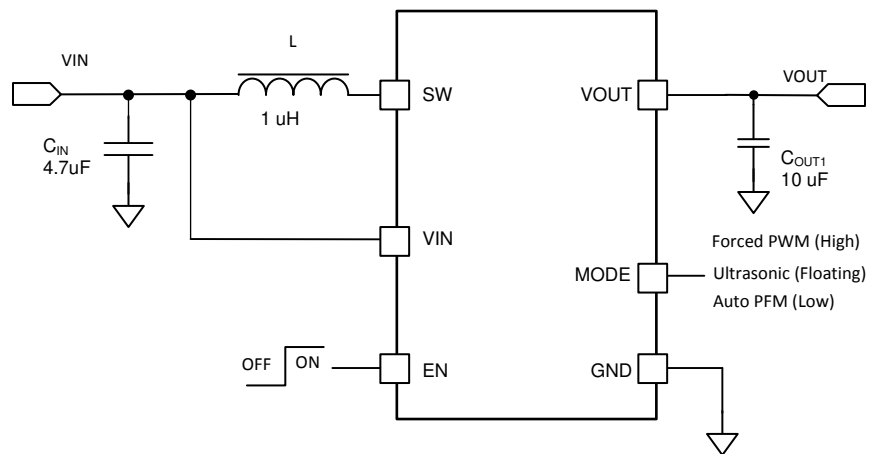 L
VIN
VOUT
SW
VOUT
1 uH
CIN
4.7uF
COUT1
10 uF
VIN
Forced PWM (High)
MODE
Ultrasonic (Floating)
Auto PFM (Low)
OFF
ON
EN
GND